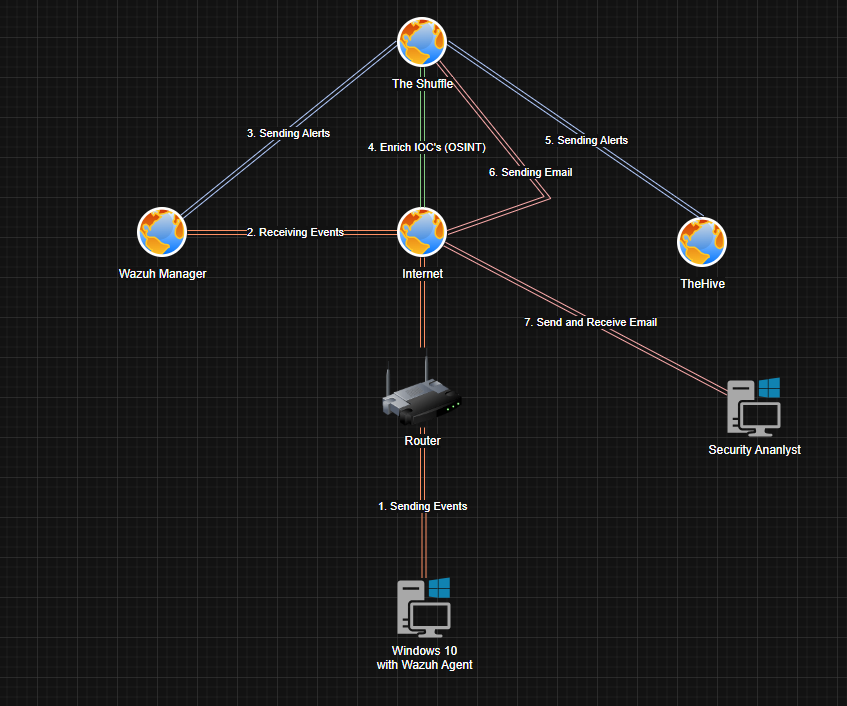 The Shuffle
3. Sending Alerts
5. Sending Alerts
4. Enrich IOC's (OSINT)
6. Sending Email
2. Receiving Events
Wazuh Manager
Internet
TheHive
7. Send and Receive Email
Router
Security Ananlyst
1. Sending Events
Windows 10
with Wazuh Agent